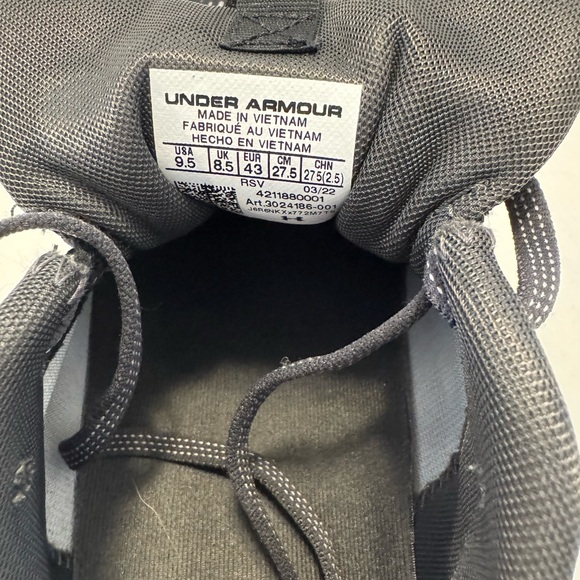 UNDER ARMOUR
MADE IN VIETNAM
FABRIQUÉ AU VIETNAM
HECHO EN VIETNAM
USA UK EUR CM CHN
9.5 8.5 43 27.5 275(2.5)
RSV 03/22
4211880001
Art.3024186-001